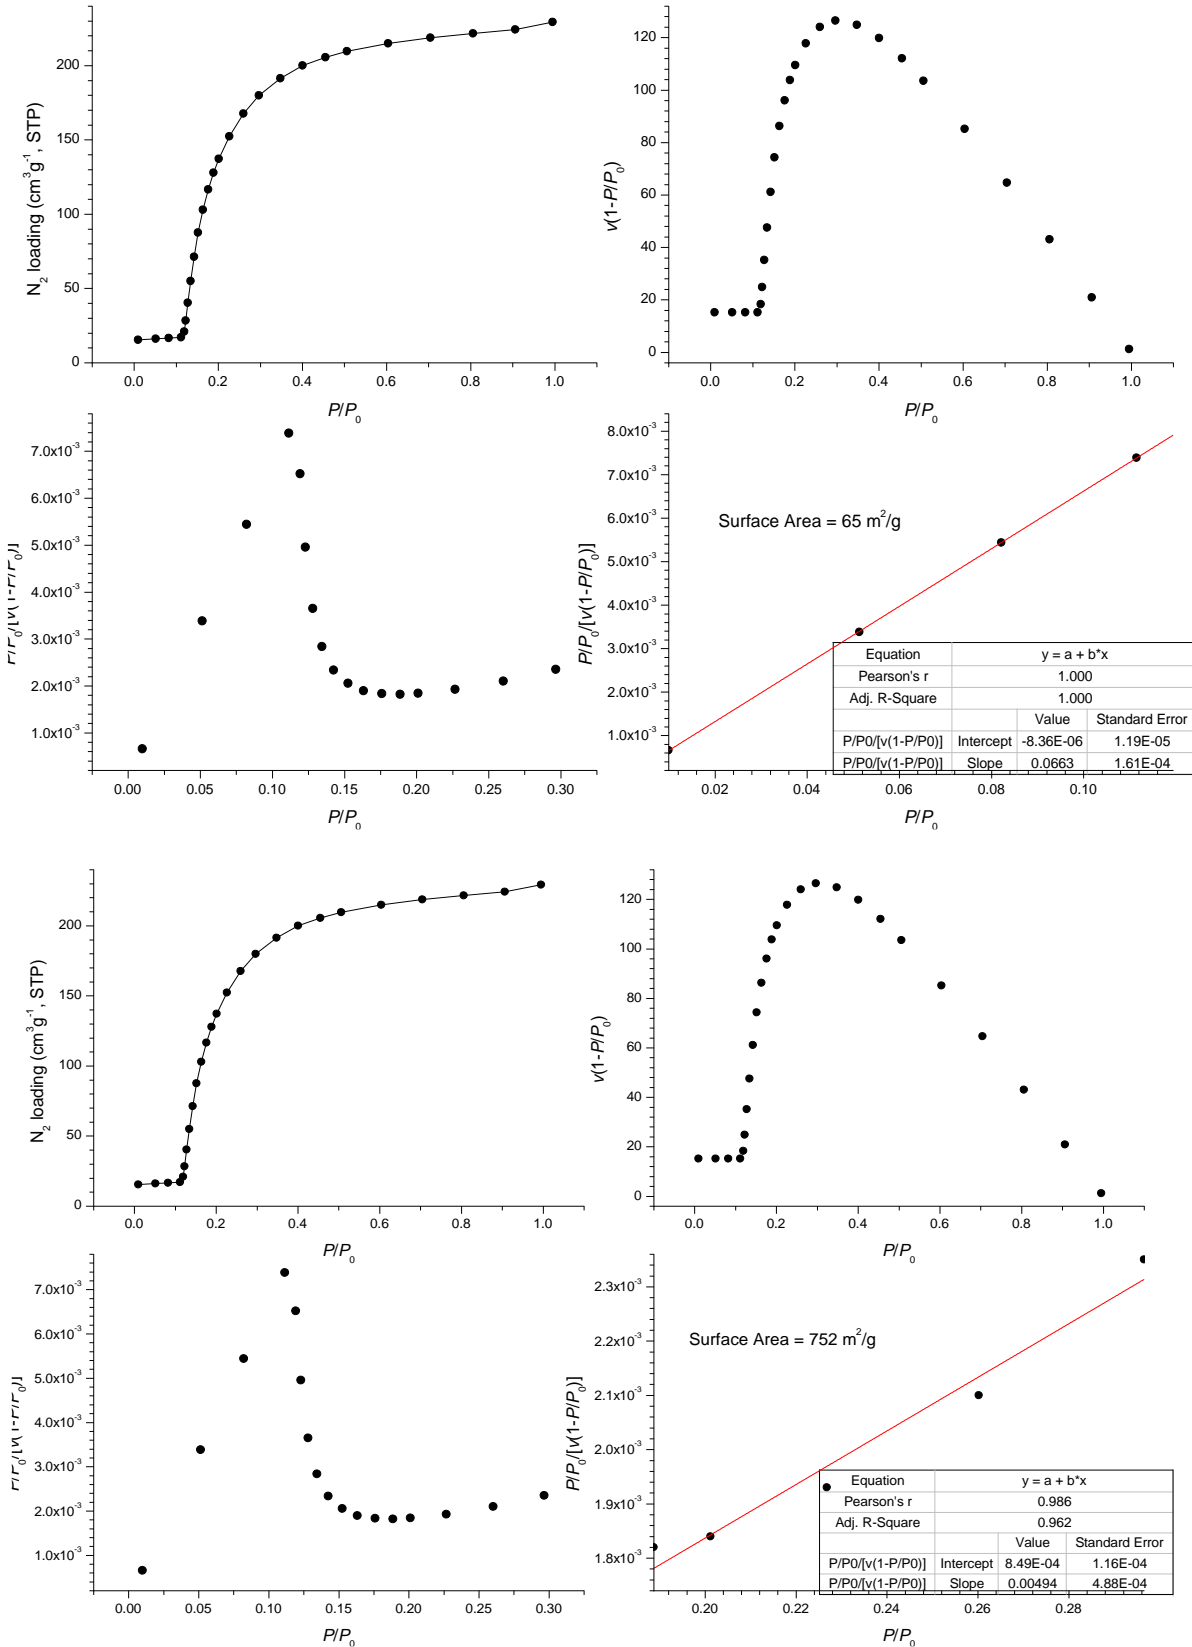 200
150
100
50
0
N₂ loading (cm³g⁻¹, STP)
0.0 0.2 0.4 0.6 0.8 1.0
P/P₀
120
100
80
60
40
20
0
v(1-P/P₀)
0.0 0.2 0.4 0.6 0.8 1.0
P/P₀
7.0x10⁻³
6.0x10⁻³
5.0x10⁻³
4.0x10⁻³
3.0x10⁻³
2.0x10⁻³
1.0x10⁻³
P/P₀/[v(1-P/P₀)]
0.00 0.05 0.10 0.15 0.20 0.25 0.30
P/P₀
8.0x10⁻³
7.0x10⁻³
6.0x10⁻³
5.0x10⁻³
4.0x10⁻³
3.0x10⁻³
2.0x10⁻³
1.0x10⁻³
P/P₀/[v(1-P/P₀)]
Surface Area = 65 m²/g
Equation y = a + b*x
Pearson's r 1.000
Adj. R-Square 1.000
Value Standard Error
P/P0/[v(1-P/P0)] Intercept -8.36E-06 1.19E-05
P/P0/[v(1-P/P0)] Slope 0.0663 1.61E-04
0.02 0.04 0.06 0.08 0.10
P/P₀
200
150
100
50
0
N₂ loading (cm³g⁻¹, STP)
0.0 0.2 0.4 0.6 0.8 1.0
P/P₀
120
100
80
60
40
20
0
v(1-P/P₀)
0.0 0.2 0.4 0.6 0.8 1.0
P/P₀
7.0x10⁻³
6.0x10⁻³
5.0x10⁻³
4.0x10⁻³
3.0x10⁻³
2.0x10⁻³
1.0x10⁻³
P/P₀/[v(1-P/P₀)]
0.00 0.05 0.10 0.15 0.20 0.25 0.30
P/P₀
2.3x10⁻³
2.2x10⁻³
2.1x10⁻³
2.0x10⁻³
1.9x10⁻³
1.8x10⁻³
P/P₀/[v(1-P/P₀)]
Surface Area = 752 m²/g
Equation y = a + b*x
Pearson's r 0.986
Adj. R-Square 0.962
Value Standard Error
P/P0/[v(1-P/P0)] Intercept 8.49E-04 1.16E-04
P/P0/[v(1-P/P0)] Slope 0.00494 4.88E-04
0.20 0.22 0.24 0.26 0.28
P/P₀